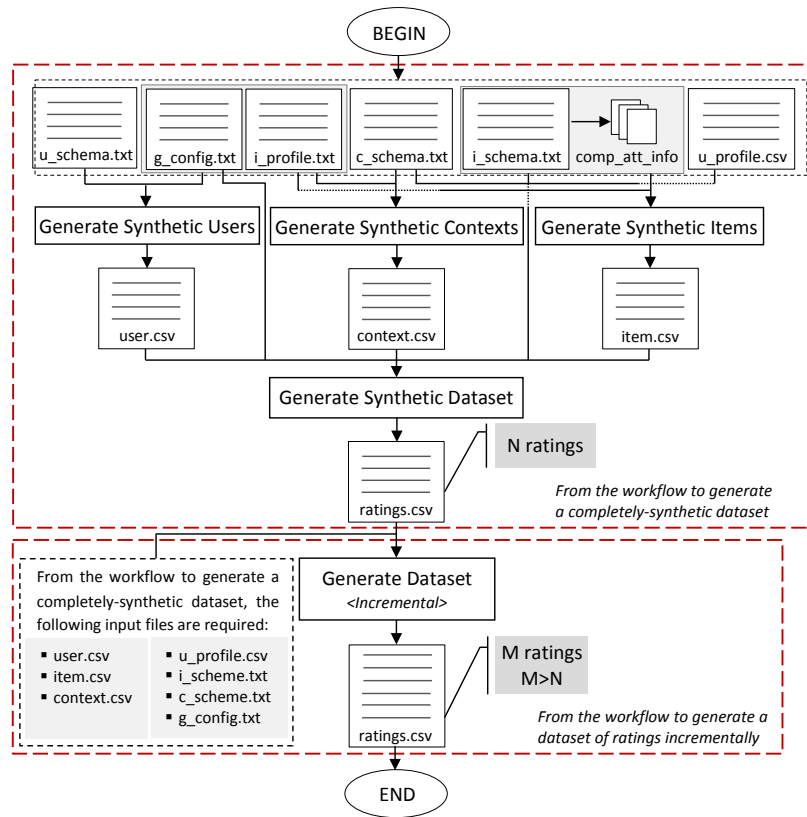 BEGIN
u_schema.txt
g_config.txt
i_profile.txt
c_schema.txt
i_schema.txt
comp_att_info
u_profile.csv
Generate Synthetic Users
Generate Synthetic Contexts
Generate Synthetic Items
user.csv
context.csv
item.csv
Generate Synthetic Dataset
N ratings
ratings.csv
From the workflow to generate
a completely-synthetic dataset
From the workflow to generate a
completely-synthetic dataset, the
following input files are required:
▪ user.csv
▪ item.csv
▪ context.csv
▪ u_profile.csv
▪ i_scheme.txt
▪ c_scheme.txt
▪ g_config.txt
Generate Dataset
<Incremental>
M ratings
M>N
ratings.csv
From the workflow to generate a
dataset of ratings incrementally
END